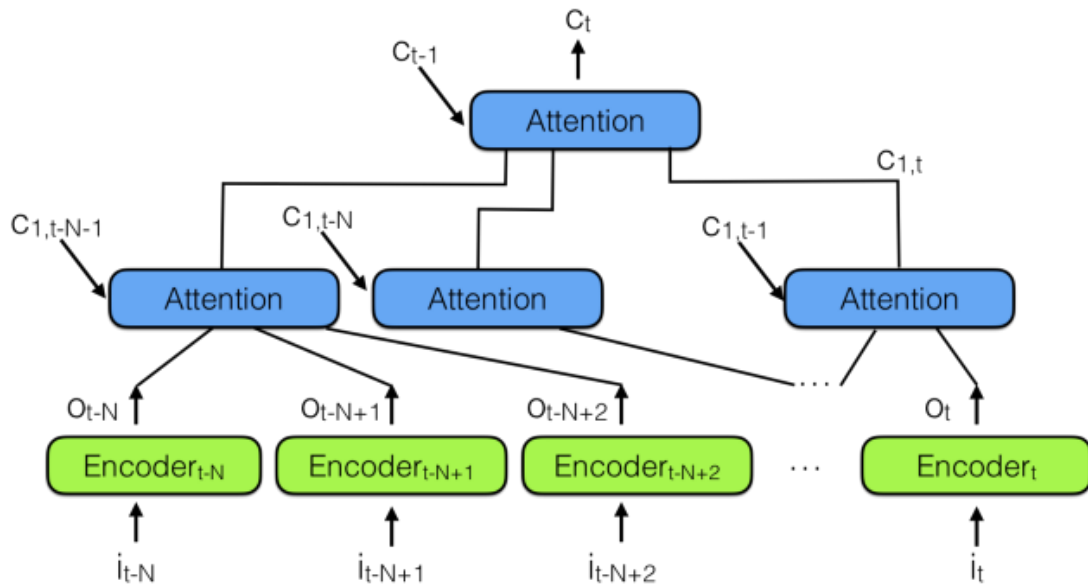 Ct
Ct-1
Attention
C1,t
C1,t-N-1
C1,t-N
C1,t-1
Attention
Attention
Attention
....
Ot-N
Ot-N+1
Ot-N+2
Ot
Encodert-N
Encodert-N+1
Encodert-N+2
...
Encodert
it-N
it-N+1
it-N+2
it